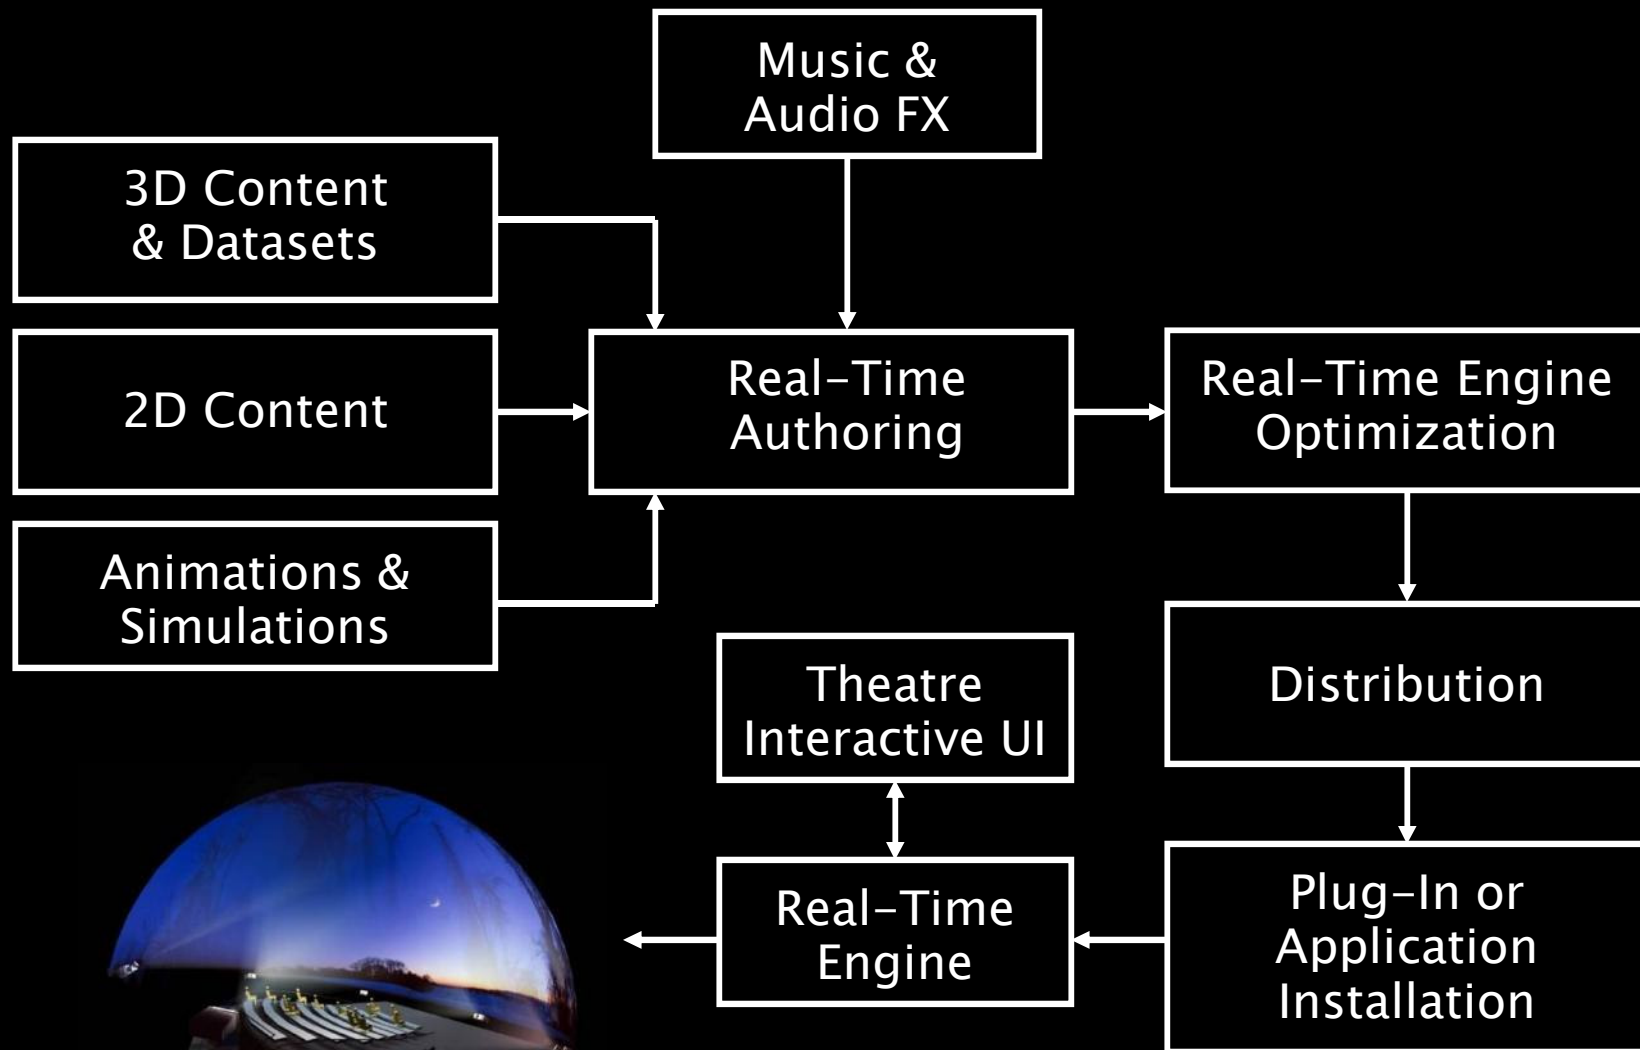 Music &
Audio FX
3D Content
& Datasets
2D Content
Animations &
Simulations
Real-Time
Authoring
Real-Time Engine
Optimization
Distribution
Plug-In or
Application
Installation
Theatre
Interactive UI
Real-Time
Engine